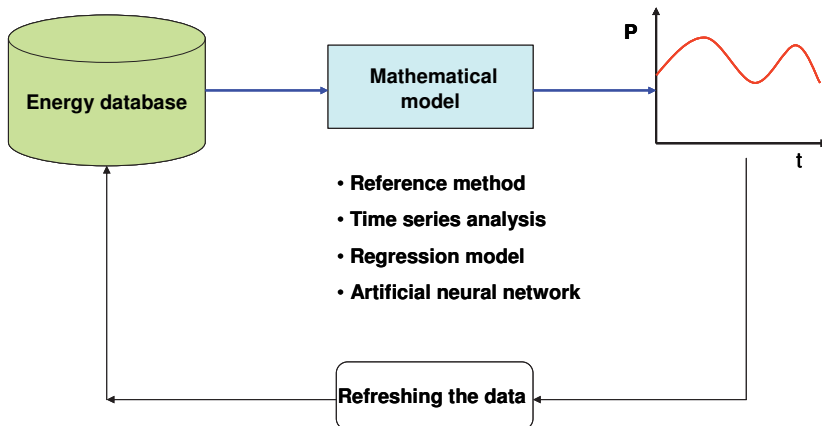 Energy database
Mathematical
model
P
t
• Reference method
• Time series analysis
• Regression model
• Artificial neural network
Refreshing the data